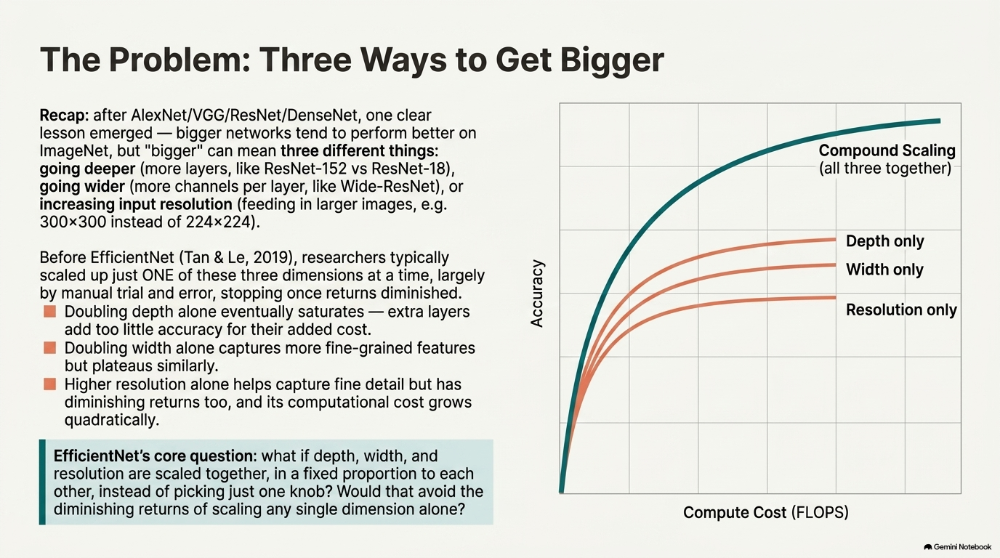 The Problem: Three Ways to Get Bigger
Recap: after AlexNet/VGG/ResNet/DenseNet, one clear
lesson emerged — bigger networks tend to perform better on
ImageNet, but "bigger" can mean three different things:
going deeper (more layers, like ResNet-152 vs ResNet-18),
going wider (more channels per layer, like Wide-ResNet), or
increasing input resolution (feeding in larger images, e.g.
300×300 instead of 224×224).
Before EfficientNet (Tan & Le, 2019), researchers typically
scaled up just ONE of these three dimensions at a time, largely
by manual trial and error, stopping once returns diminished.
Doubling depth alone eventually saturates — extra layers
add too little accuracy for their added cost.
Doubling width alone captures more fine-grained features
but plateaus similarly.
Higher resolution alone helps capture fine detail but has
diminishing returns too, and its computational cost grows
quadratically.
EfficientNet's core question: what if depth, width, and
resolution are scaled together, in a fixed proportion to each
other, instead of picking just one knob? Would that avoid the
diminishing returns of scaling any single dimension alone?
Accuracy
Compound Scaling
(all three together)
Depth only
Width only
Resolution only
Compute Cost (FLOPS)
Gemini Notebook